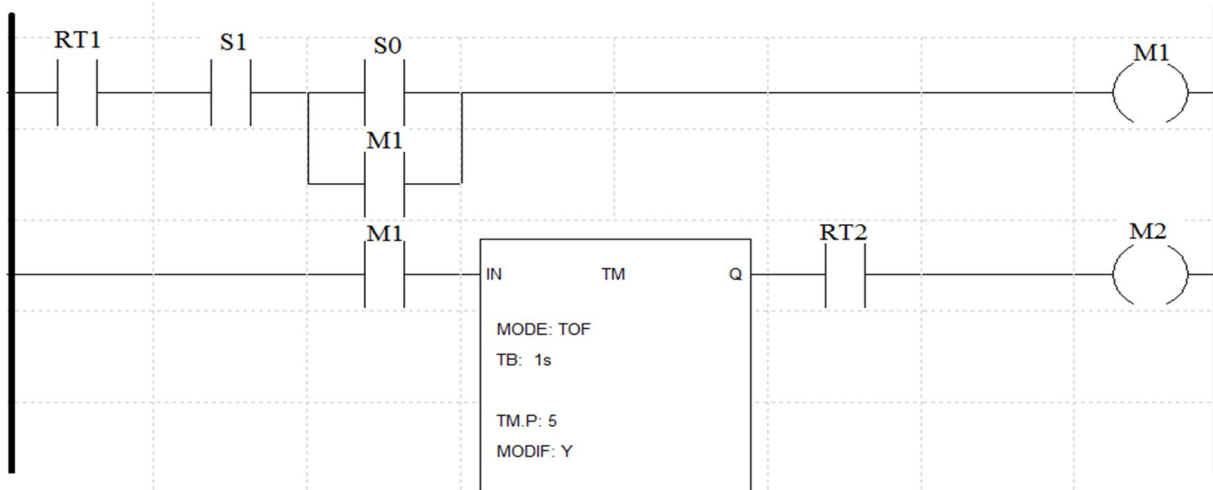 RT1 S1 S0 M1
M1
M1 RT2 M2
IN TM Q
MODE: TOF
TB: 1s
TM.P: 5
MODIF: Y